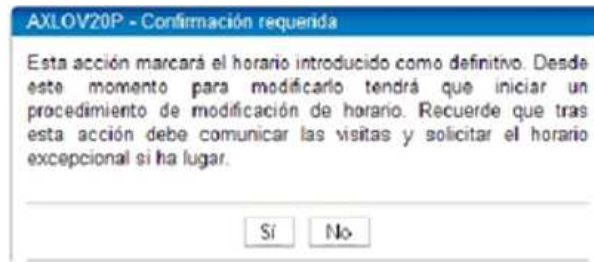 AXLOV20P - Confirmación requerida
Esta acción marcará el horario introducido como definitivo. Desde
este momento para modificarlo tendrá que iniciar un
procedimiento de modificación de horario. Recuerde que tras
esta acción debe comunicar las visitas y solicitar el horario
excepcional si ha lugar.
Sí No